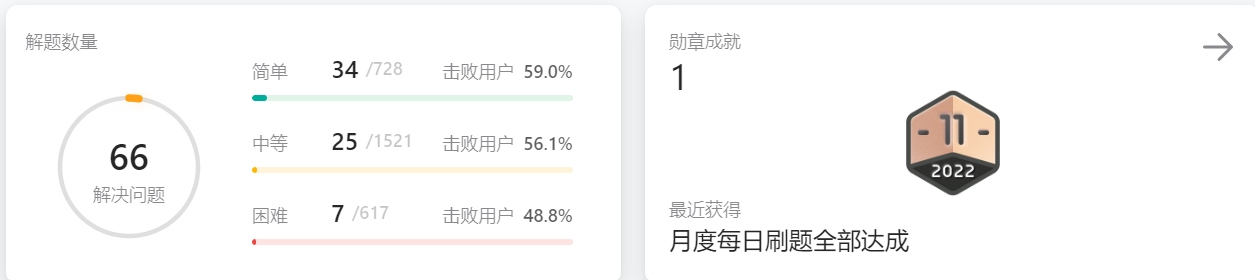 解题数量
66
解决问题
简单 34 /728 击败用户 59.0%
中等 25 /1521 击败用户 56.1%
困难 7 /617 击败用户 48.8%
勋章成就
1
- 11 -
2022
最近获得
月度每日刷题全部达成